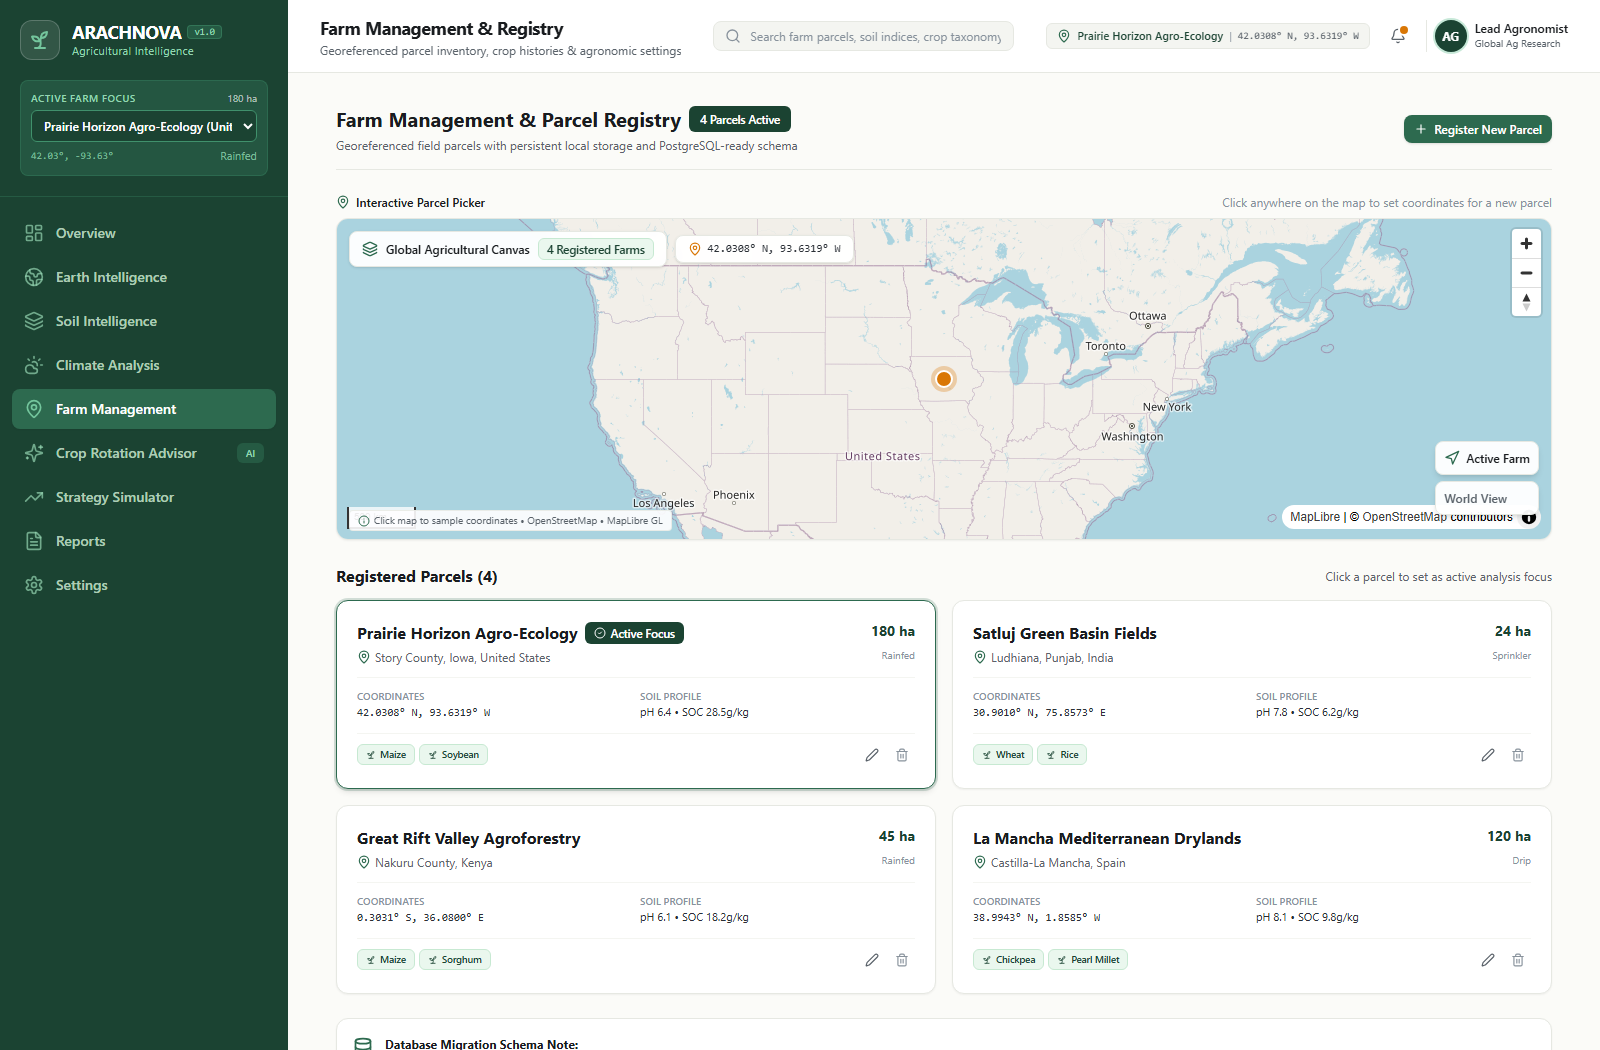 ARACHNOVA v1.0
Agricultural Intelligence
ACTIVE FARM FOCUS 180 ha
Prairie Horizon Agro-Ecology (Unit
42.03°, -93.63° Rainfed
Overview
Earth Intelligence
Soil Intelligence
Climate Analysis
Farm Management
Crop Rotation Advisor AI
Strategy Simulator
Reports
Settings
Farm Management & Registry
Georeferenced parcel inventory, crop histories & agronomic settings
Search farm parcels, soil indices, crop taxonomy
Prairie Horizon Agro-Ecology | 42.0308° N, 93.6319° W
AG
Lead Agronomist
Global Ag Research
Farm Management & Parcel Registry 4 Parcels Active
Georeferenced field parcels with persistent local storage and PostgreSQL-ready schema
Register New Parcel
Interactive Parcel Picker
Click anywhere on the map to set coordinates for a new parcel
Global Agricultural Canvas 4 Registered Farms
42.0308° N, 93.6319° W
Ottawa
Toronto
New York
Washington
United States
Los Angeles
Phoenix
Active Farm
World View
Click map to sample coordinates • OpenStreetMap • MapLibre GL
MapLibre | © OpenStreetMap contributors
Registered Parcels (4)
Click a parcel to set as active analysis focus
Prairie Horizon Agro-Ecology Active Focus 180 ha
Story County, Iowa, United States Rainfed
COORDINATES SOIL PROFILE
42.0308° N, 93.6319° W pH 6.4 • SOC 28.5g/kg
Maize Soybean
Satluj Green Basin Fields 24 ha
Ludhiana, Punjab, India Sprinkler
COORDINATES SOIL PROFILE
30.9010° N, 75.8573° E pH 7.8 • SOC 6.2g/kg
Wheat Rice
Great Rift Valley Agroforestry 45 ha
Nakuru County, Kenya Rainfed
COORDINATES SOIL PROFILE
0.3031° S, 36.0800° E pH 6.1 • SOC 18.2g/kg
Maize Sorghum
La Mancha Mediterranean Drylands 120 ha
Castilla-La Mancha, Spain Drip
COORDINATES SOIL PROFILE
38.9943° N, 1.8585° W pH 8.1 • SOC 9.8g/kg
Chickpea Pearl Millet
Database Migration Schema Note: